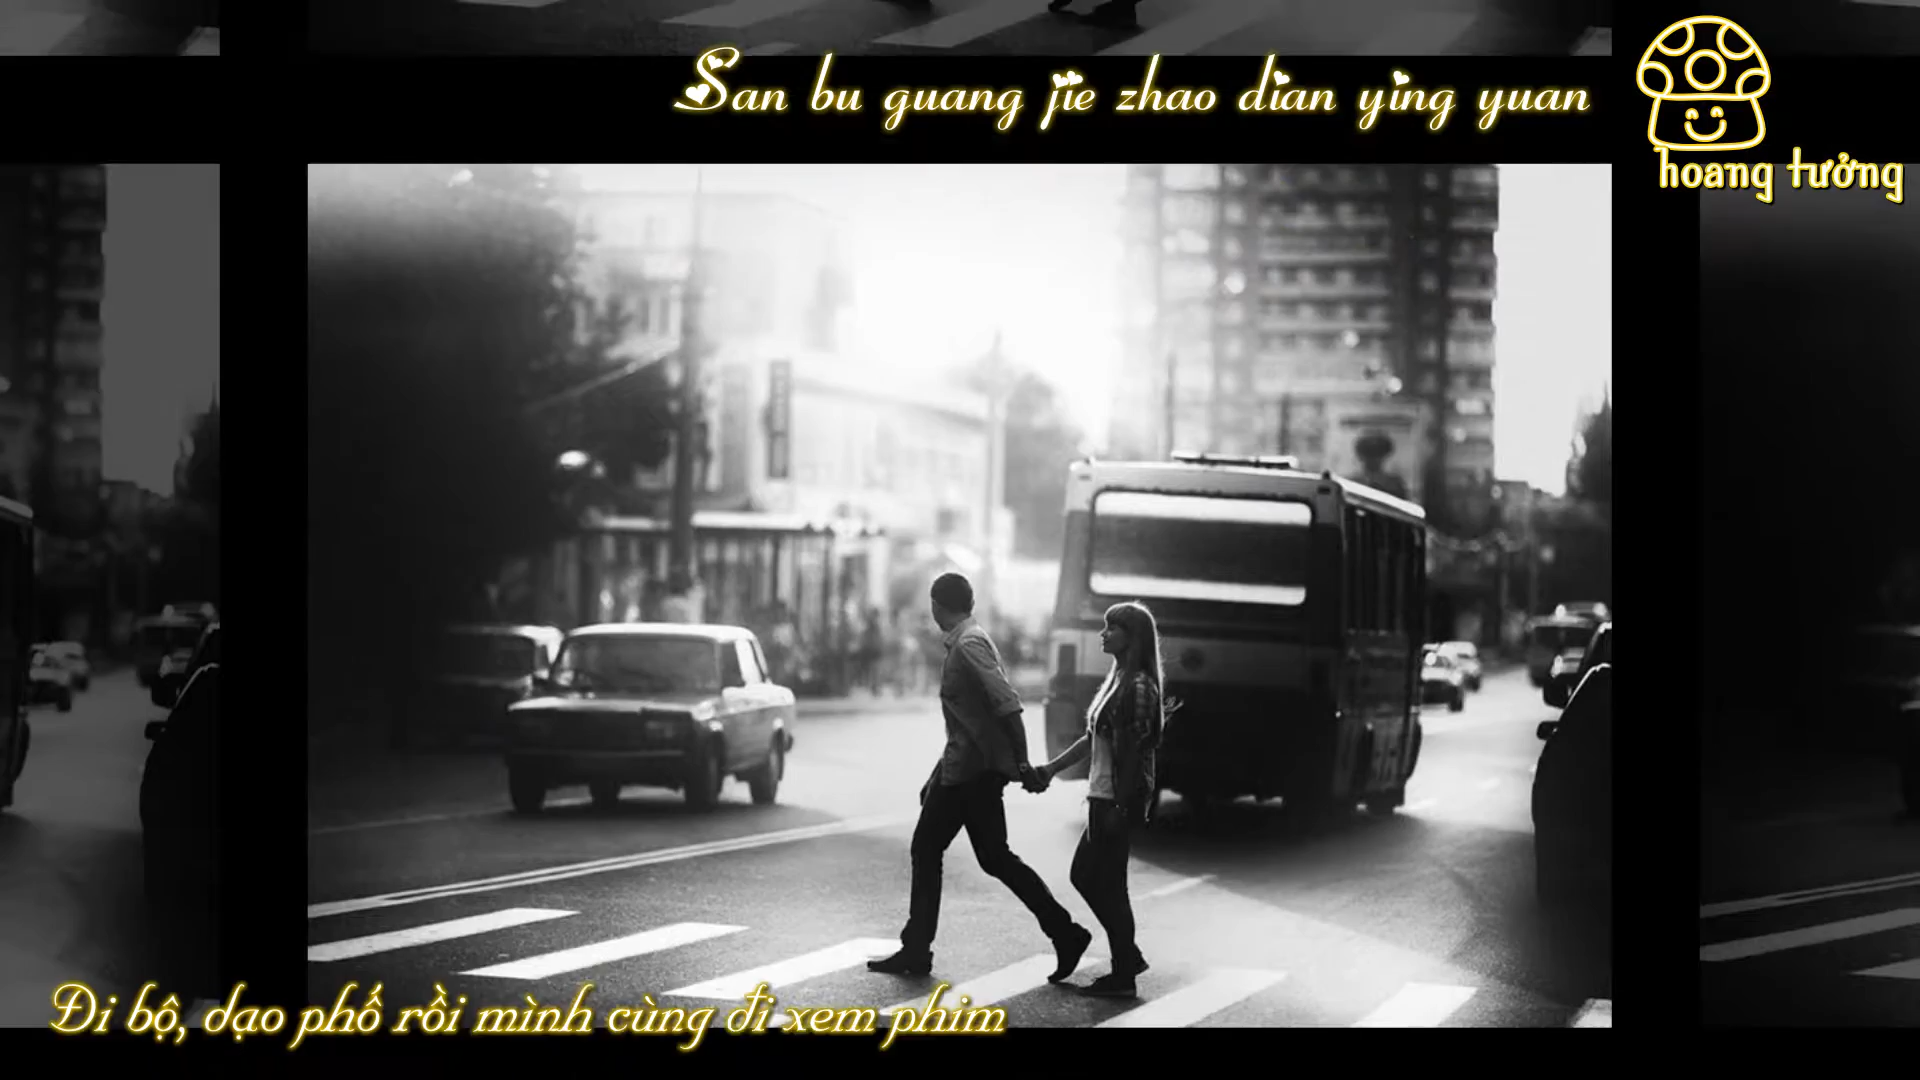 San bu guang jie zhao dian ying yuan
hoang tưởng
Đi bộ, dạo phố rồi mình cùng đi xem phim